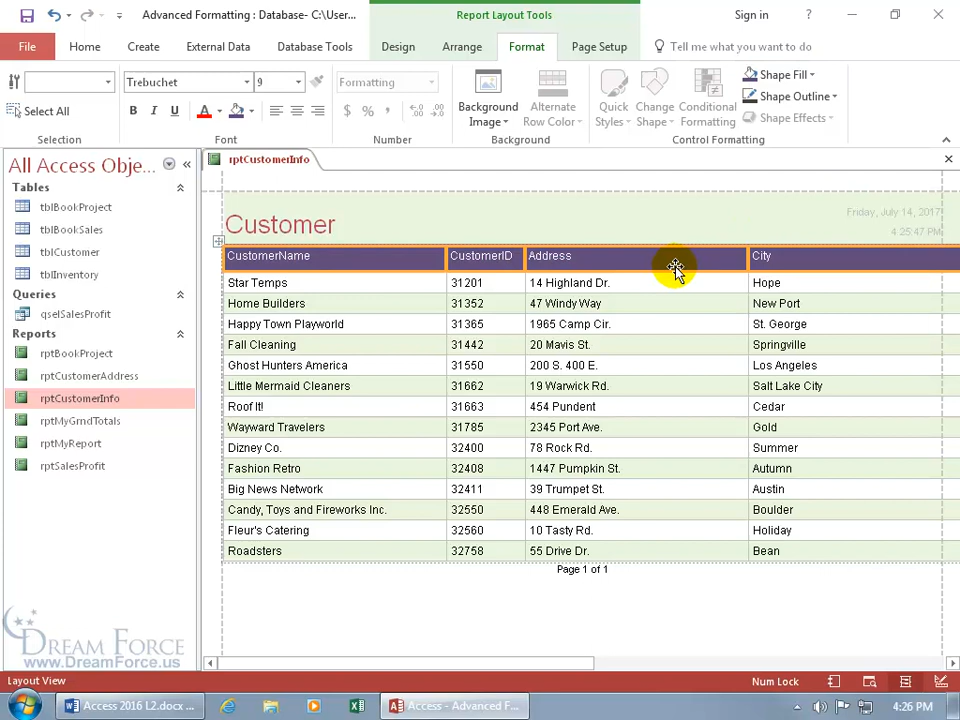 Advanced Formatting : Database- C:\User...
Report Layout Tools
Sign in
?
File
Home
Create
External Data
Database Tools
Design
Arrange
Format
Page Setup
Tell me what you want to do
Select All
Selection
Trebuchet
9
B I U A
Font
Formatting
$ % ,
Number
Background Image
Alternate Row Color
Background
Quick Styles
Change Shape
Conditional Formatting
Shape Fill
Shape Outline
Shape Effects
Control Formatting
All Access Obje...
Tables
tblBookProject
tblBookSales
tblCustomer
tblInventory
Queries
qselSalesProfit
Reports
rptBookProject
rptCustomerAddress
rptCustomerInfo
rptMyGrndTotals
rptMyReport
rptSalesProfit
rptCustomerInfo
Customer
Friday, July 14, 2017
4:25:47 PM
CustomerName CustomerID Address City
Star Temps 31201 14 Highland Dr. Hope
Home Builders 31352 47 Windy Way New Port
Happy Town Playworld 31365 1965 Camp Cir. St. George
Fall Cleaning 31442 20 Mavis St. Springville
Ghost Hunters America 31550 200 S. 400 E. Los Angeles
Little Mermaid Cleaners 31662 19 Warwick Rd. Salt Lake City
Roof It! 31663 454 Pundent Cedar
Wayward Travelers 31785 2345 Port Ave. Gold
Dizney Co. 32400 78 Rock Rd. Summer
Fashion Retro 32408 1447 Pumpkin St. Autumn
Big News Network 32411 39 Trumpet St. Austin
Candy, Toys and Fireworks Inc. 32550 448 Emerald Ave. Boulder
Fleur's Catering 32560 10 Tasty Rd. Holiday
Roadsters 32758 55 Drive Dr. Bean
Page 1 of 1
DREAM FORCE
www.DreamForce.us
Layout View
Num Lock
Access 2016 L2.docx ...
Access - Advanced F...
4:26 PM